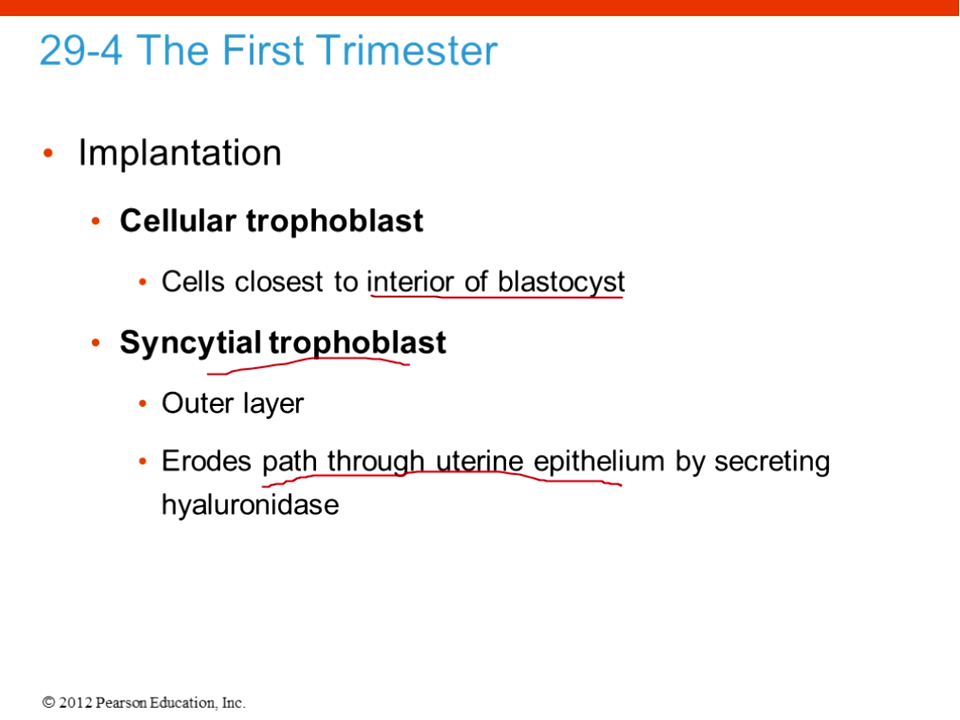 29-4 The First Trimester
• Implantation
• Cellular trophoblast
• Cells closest to interior of blastocyst
• Syncytial trophoblast
• Outer layer
• Erodes path through uterine epithelium by secreting
hyaluronidase
© 2012 Pearson Education, Inc.